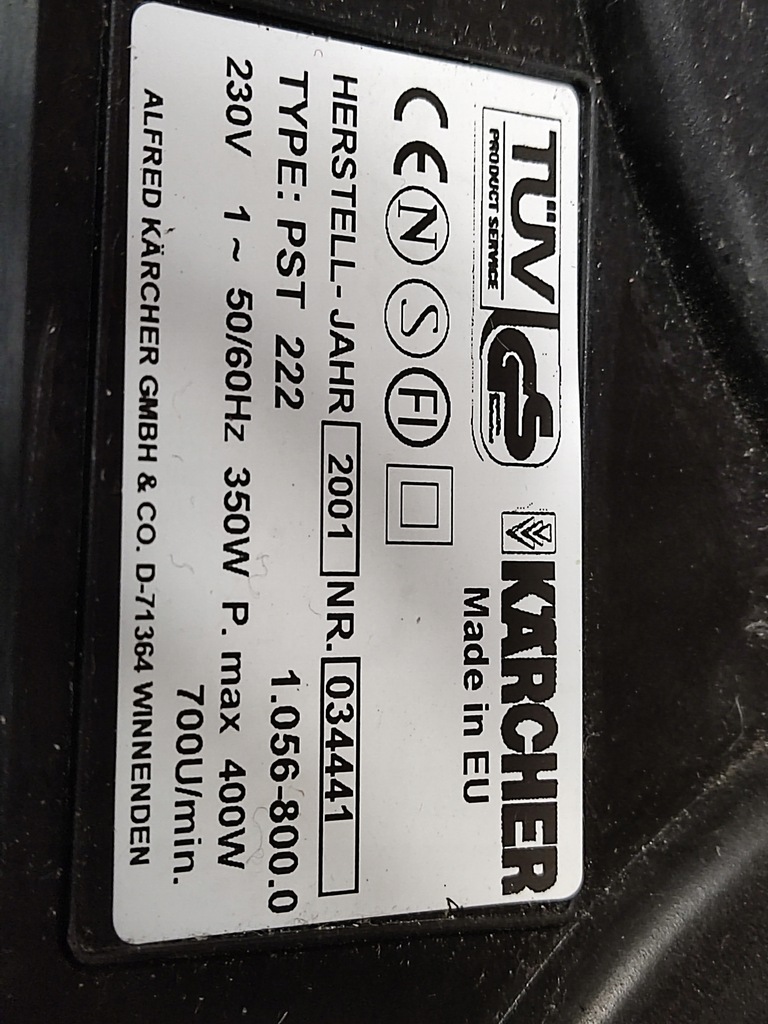 TÜV
PRODUCT SERVICE
GS
KÄRCHER
Made in EU
CE N S FI
HERSTELL-JAHR 2001 NR. 034441
TYPE: PST 222 1.056-800.0
230V 1~ 50/60Hz 350W P. max 400W
700U/min.
ALFRED KÄRCHER GMBH & CO. D-71364 WINNENDEN